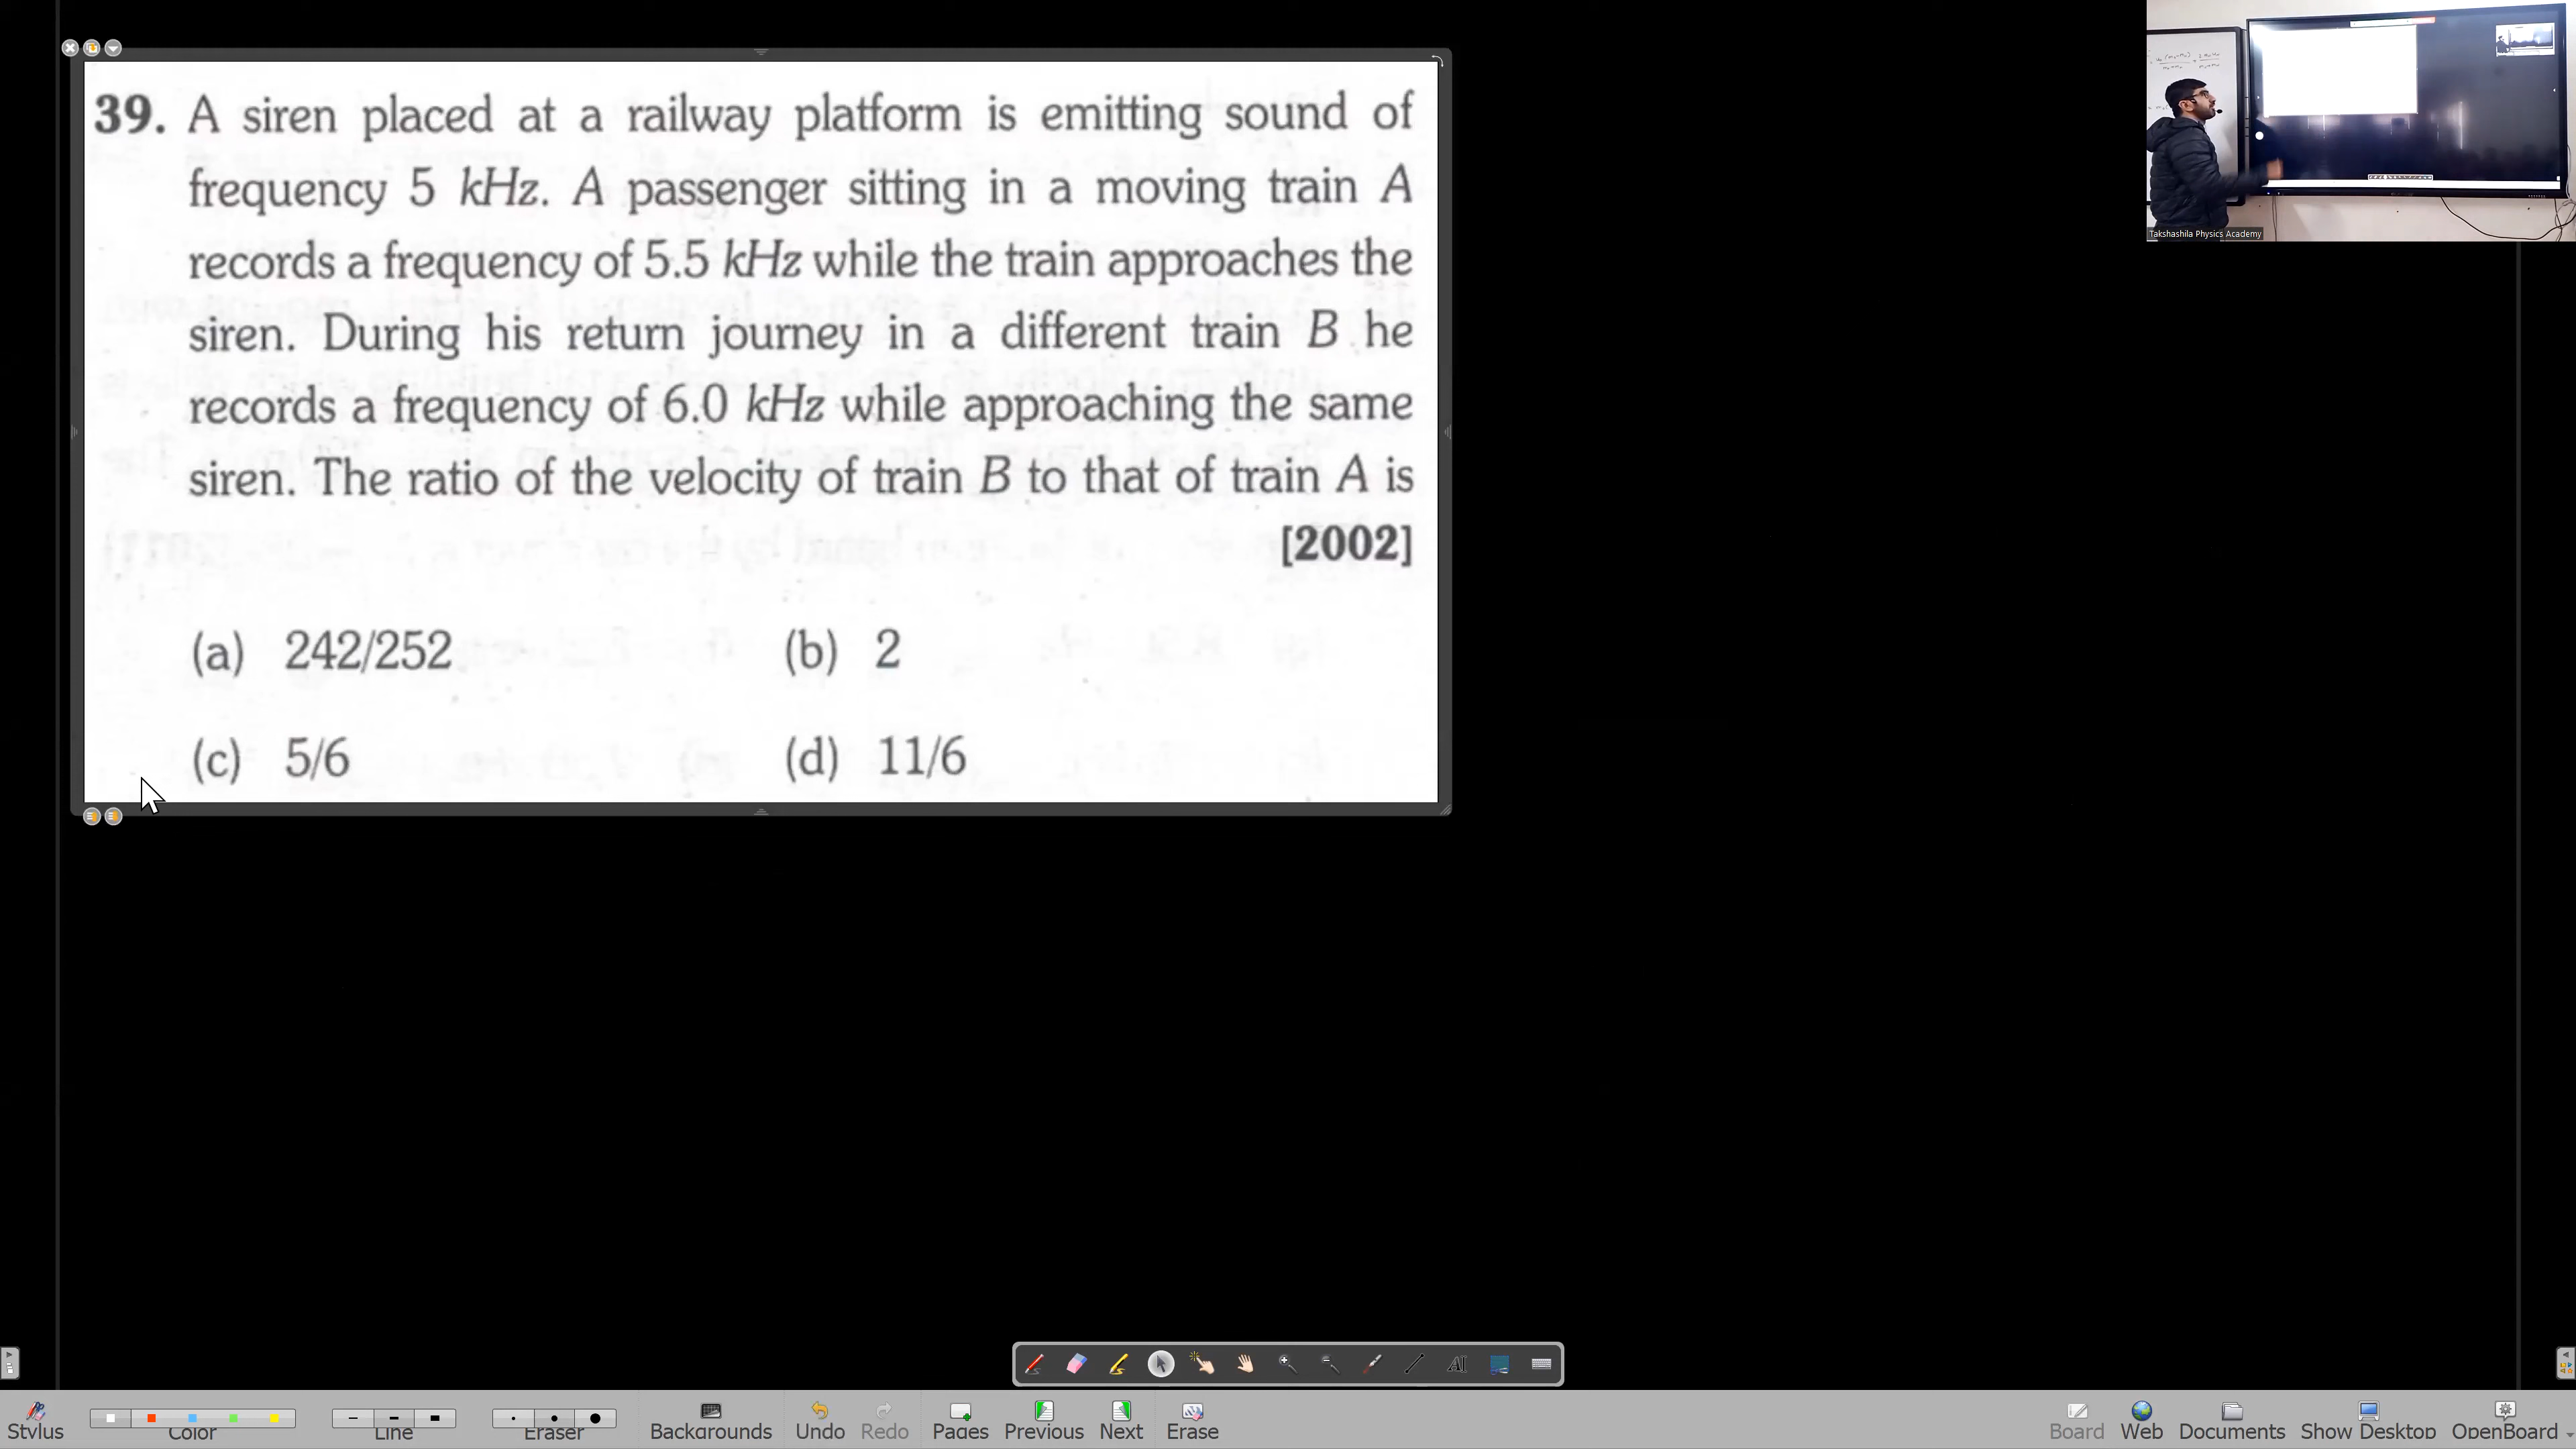 39. A siren placed at a railway platform is emitting sound of
frequency 5 kHz. A passenger sitting in a moving train A
records a frequency of 5.5 kHz while the train approaches the
siren. During his return journey in a different train B he
records a frequency of 6.0 kHz while approaching the same
siren. The ratio of the velocity of train B to that of train A is
[2002]
(a) 242/252 (b) 2
(c) 5/6 (d) 11/6
Takshashila Physics Academy
Stylus Color Line Eraser Backgrounds Undo Redo Pages Previous Next Erase Board Web Documents Show Desktop OpenBoard